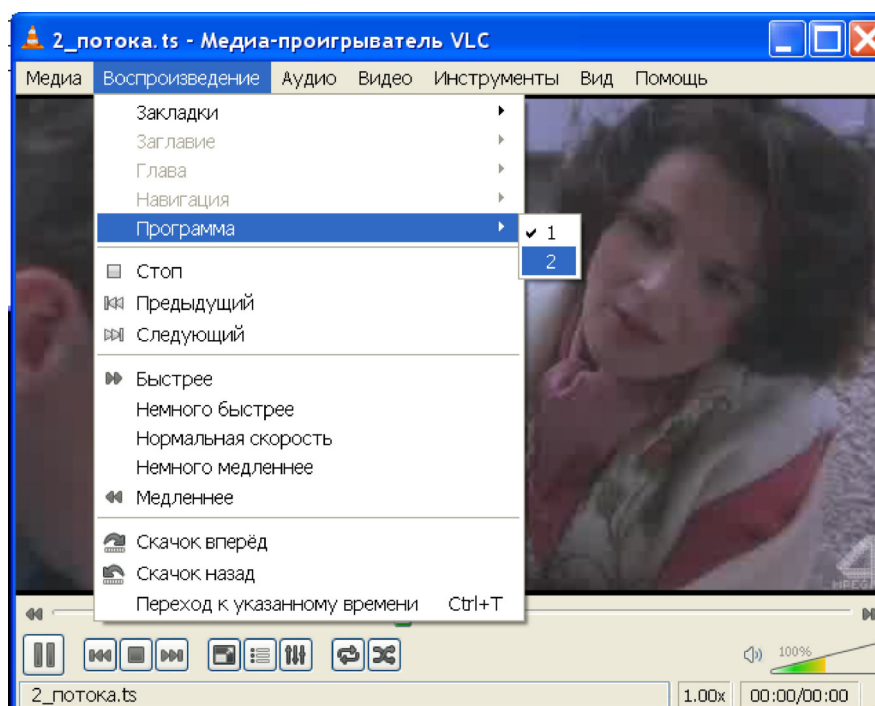 2_потока.ts - Медиа-проигрыватель VLC
Медиа Воспроизведение Аудио Видео Инструменты Вид Помощь
Закладки
Заглавие
Глава
Навигация
Программа
1
2
Стоп
Предыдущий
Следующий
Быстрее
Немного быстрее
Нормальная скорость
Немного медленнее
Медленнее
Скачок вперёд
Скачок назад
Переход к указанному времени Ctrl+T
4
MPEG
100%
2_потока.ts 1.00x 00:00/00:00